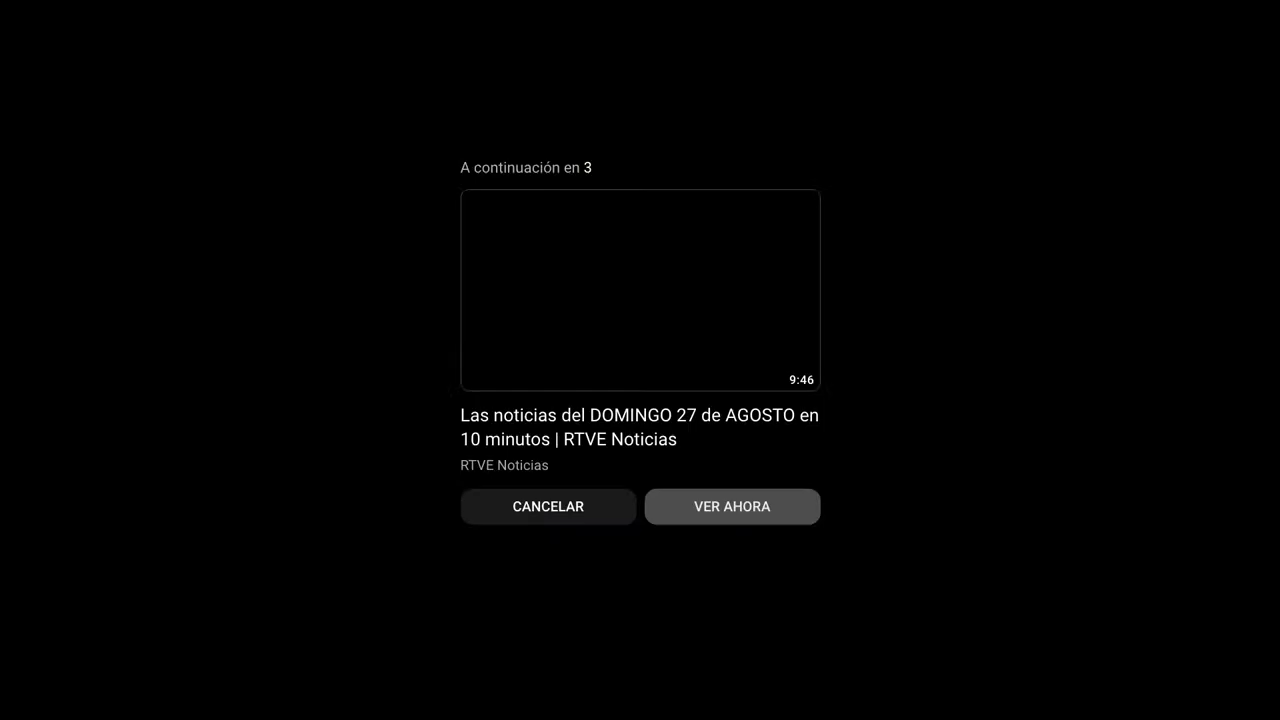 A continuación en 3
9:46
Las noticias del DOMINGO 27 de AGOSTO en
10 minutos | RTVE Noticias
RTVE Noticias
CANCELAR
VER AHORA